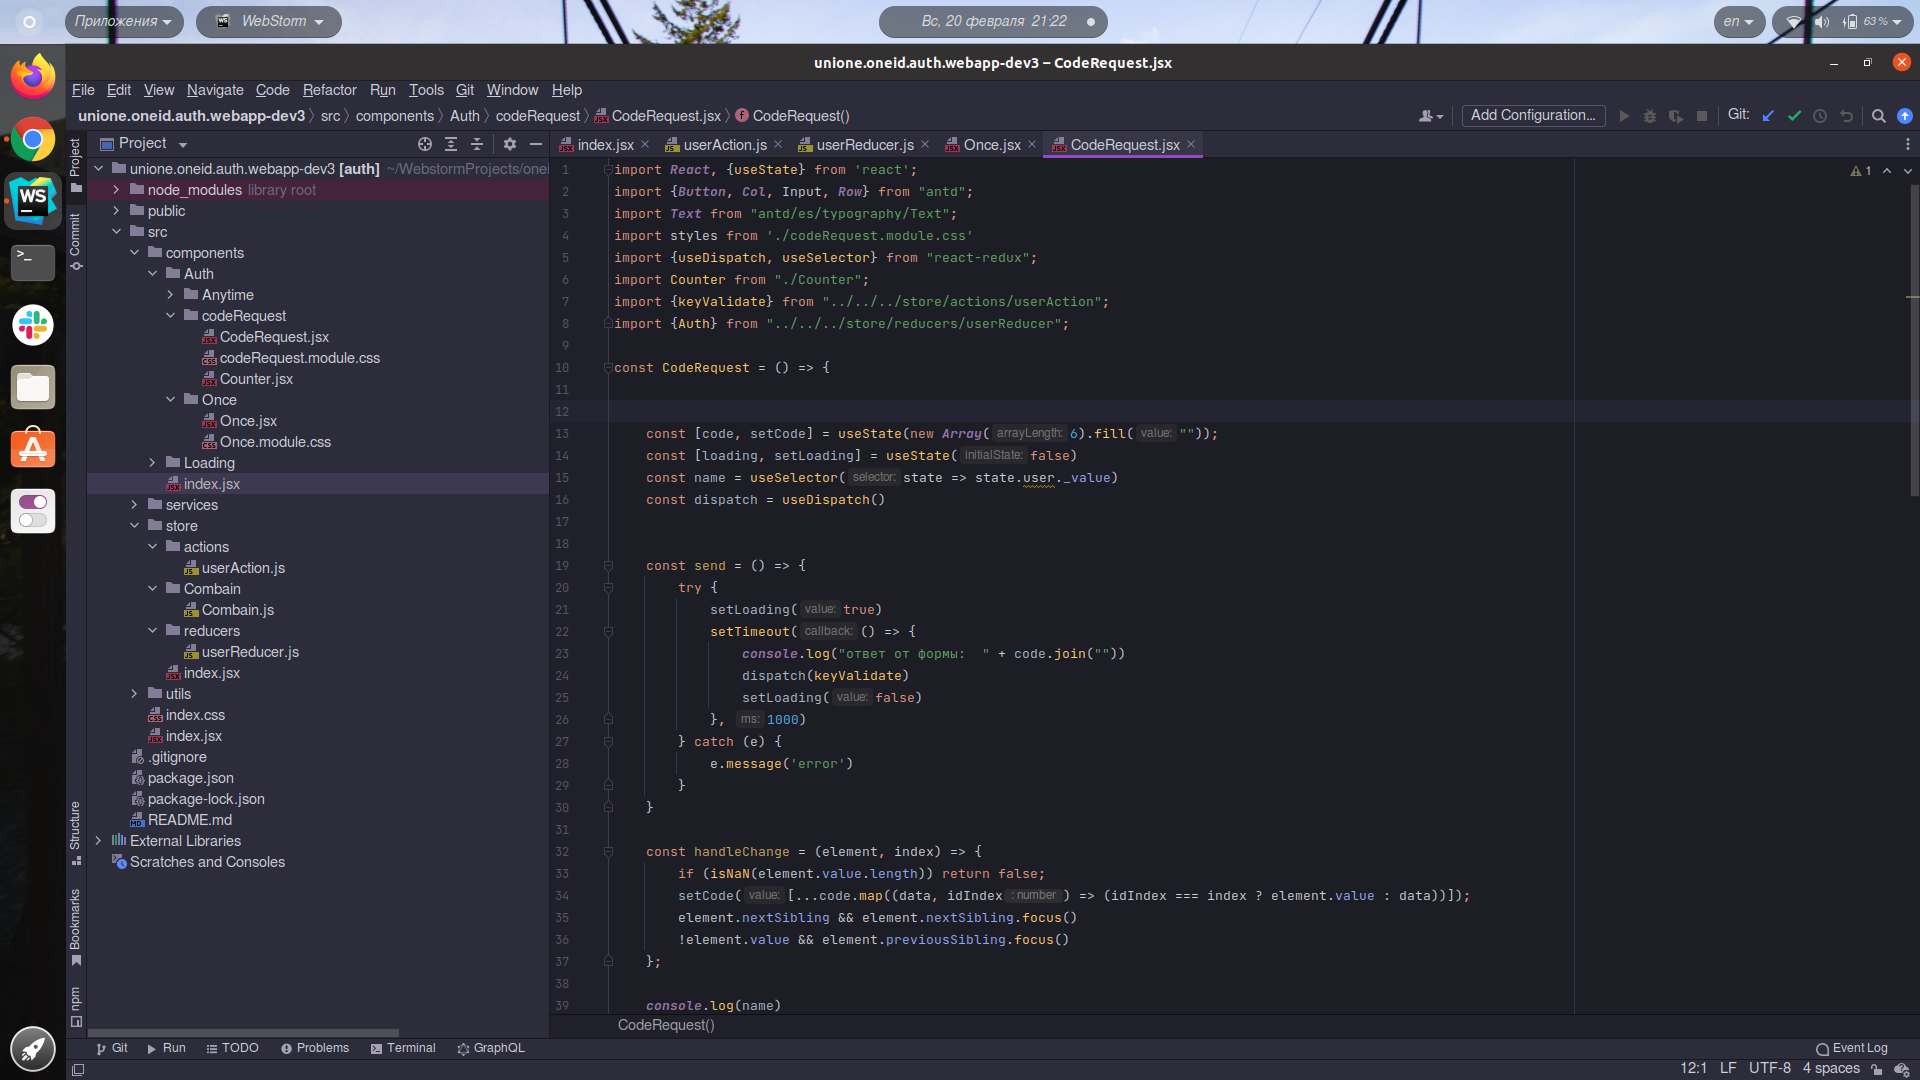 Приложения
WebStorm
Вс, 20 февраля 21:22
en
63 %
unione.oneid.auth.webapp-dev3 – CodeRequest.jsx
File Edit View Navigate Code Refactor Run Tools Git Window Help
unione.oneid.auth.webapp-dev3 src components Auth codeRequest CodeRequest.jsx CodeRequest()
Add Configuration...
Git:
Project
Commit
Structure
Bookmarks
npm
Project
unione.oneid.auth.webapp-dev3 [auth] ~/WebstormProjects/onei
node_modules library root
public
src
components
Auth
Anytime
codeRequest
CodeRequest.jsx
codeRequest.module.css
Counter.jsx
Once
Once.jsx
Once.module.css
Loading
index.jsx
services
store
actions
userAction.js
Combain
Combain.js
reducers
userReducer.js
index.jsx
utils
index.css
index.jsx
.gitignore
package.json
package-lock.json
README.md
External Libraries
Scratches and Consoles
index.jsx userAction.js userReducer.js Once.jsx CodeRequest.jsx
1
1 import React, {useState} from 'react';
2 import {Button, Col, Input, Row} from "antd";
3 import Text from "antd/es/typography/Text";
4 import styles from './codeRequest.module.css'
5 import {useDispatch, useSelector} from "react-redux";
6 import Counter from "./Counter";
7 import {keyValidate} from "../../../store/actions/userAction";
8 import {Auth} from "../../../store/reducers/userReducer";
9
10 const CodeRequest = () => {
11
12
13 const [code, setCode] = useState(new Array( arrayLength: 6).fill( value: ""));
14 const [loading, setLoading] = useState( initialState: false)
15 const name = useSelector( selector: state => state.user._value)
16 const dispatch = useDispatch()
17
18
19 const send = () => {
20 try {
21 setLoading( value: true)
22 setTimeout( callback: () => {
23 console.log("ответ от формы:  " + code.join(""))
24 dispatch(keyValidate)
25 setLoading( value: false)
26 }, ms: 1000)
27 } catch (e) {
28 e.message('error')
29 }
30 }
31
32 const handleChange = (element, index) => {
33 if (isNaN(element.value.length)) return false;
34 setCode( value: [...code.map((data, idIndex : number ) => (idIndex === index ? element.value : data))]);
35 element.nextSibling && element.nextSibling.focus()
36 !element.value && element.previousSibling.focus()
37 };
38
39 console.log(name)
CodeRequest()
Git Run TODO Problems Terminal GraphQL
Event Log
12:1 LF UTF-8 4 spaces